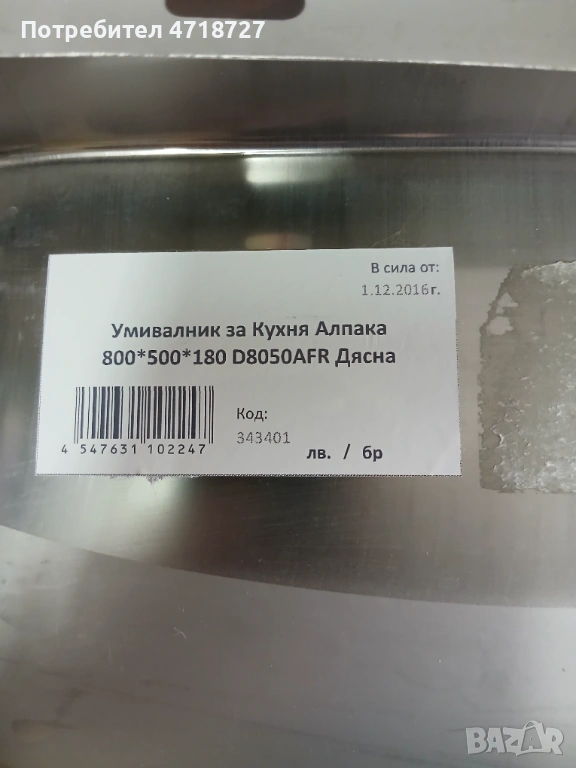 Потребител 4718727
В сила от:
1.12.2016г.
Умивалник за Кухня Алпака
800*500*180 D8050AFR Дясна
Код:
343401
4 547631 102247
лв. / бр
BAZAR